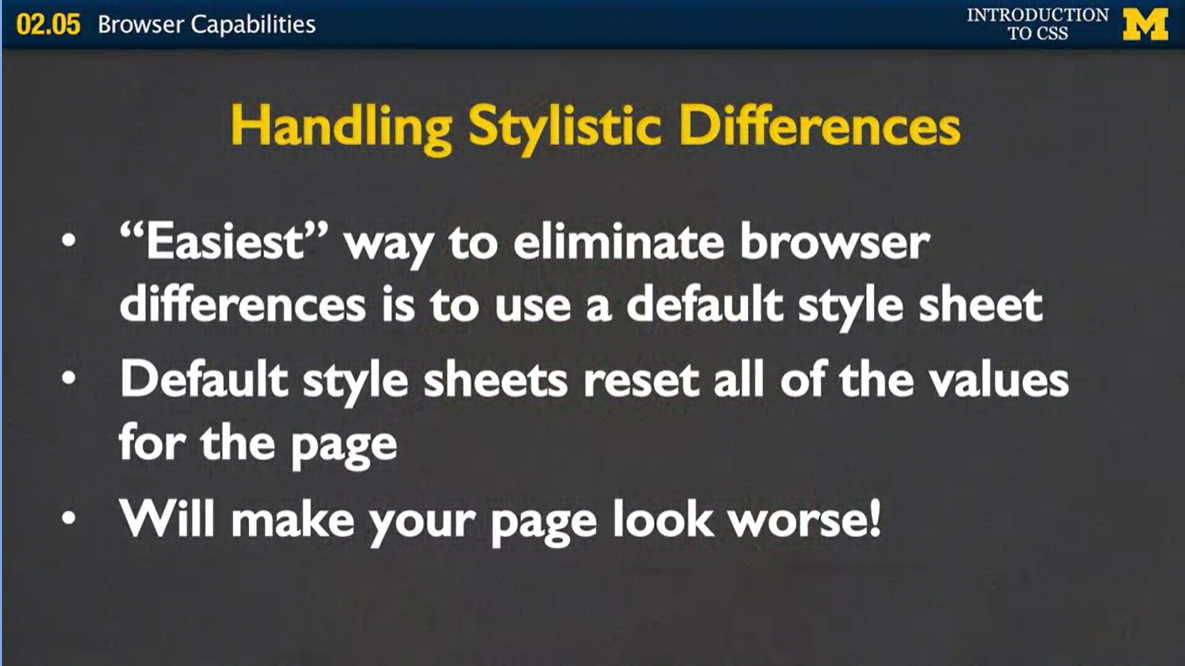 02.05 Browser Capabilities
INTRODUCTION
TO CSS
M
Handling Stylistic Differences
• “Easiest” way to eliminate browser
differences is to use a default style sheet
• Default style sheets reset all of the values
for the page
• Will make your page look worse!